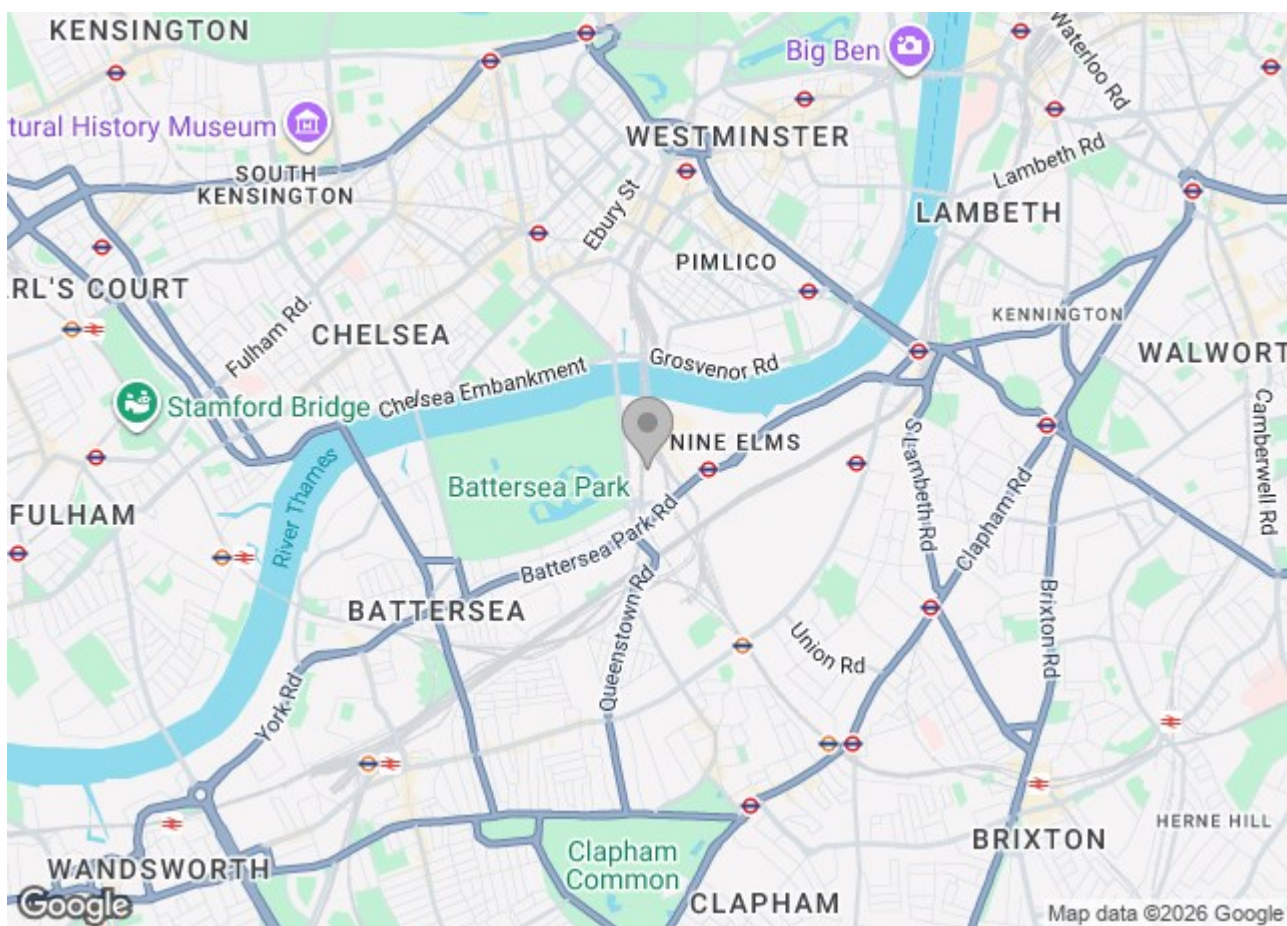 KENSINGTON
Big Ben
Waterloo Rd
tural History Museum
WESTMINSTER
SOUTH
KENSINGTON
Lambeth Rd
Ebury St
LAMBETH
PIMLICO
RL'S COURT
KENNINGTON
Fulham Rd.
CHELSEA
Grosvenor Rd
WALWORT
Chelsea Embankment
Stamford Bridge
Camberwell Rd
NINE ELMS
S Lambeth Rd
Battersea Park
Clapham Rd
FULHAM
River Thames
Battersea Park Rd
BATTERSEA
Queenstown Rd
Brixton Rd
Union Rd
York Rd
HERNE HILL
BRIXTON
WANDSWORTH
Clapham
Common
CLAPHAM
Google
Map data ©2026 Google